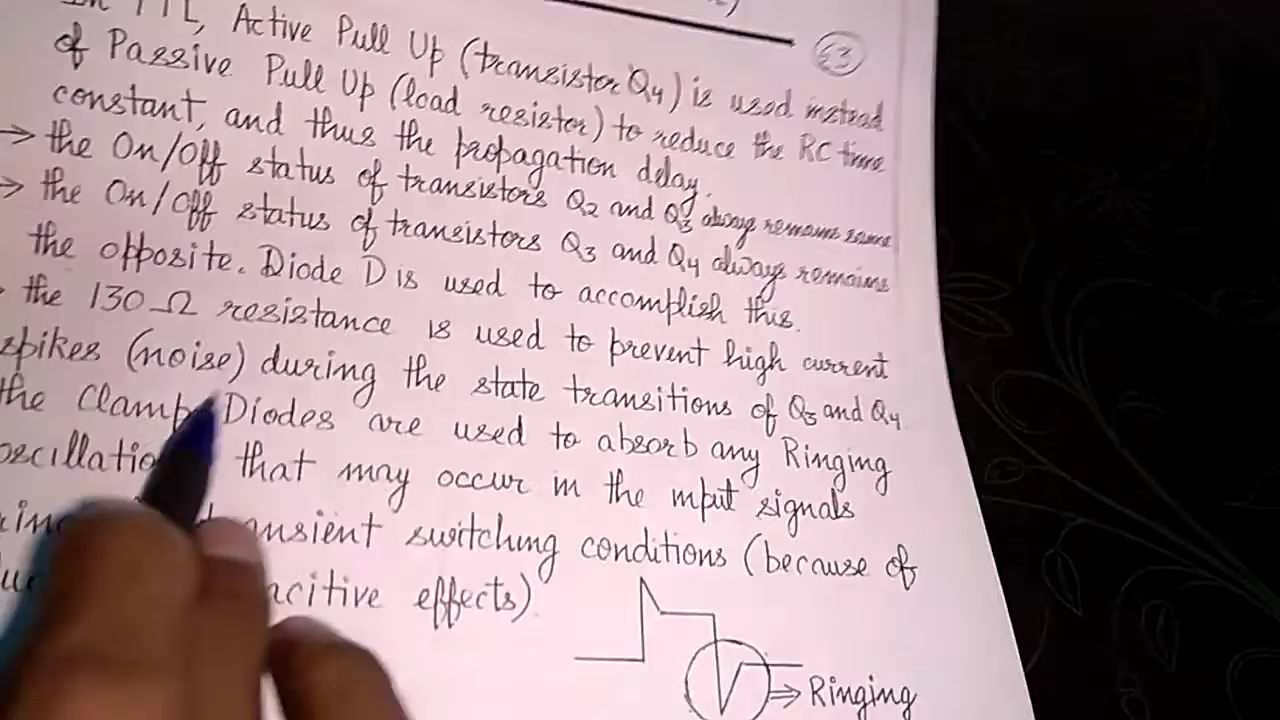 In TTL, Active Pull Up (transistor Q4) is used instead
of Passive Pull Up (load resistor) to reduce the RC time
constant, and thus the propagation delay.
→ the On/Off status of transistors Q2 and Q3 always remains same
→ the On/Off status of transistors Q3 and Q4 always remains
the opposite. Diode D is used to accomplish this.
the 130 Ω resistance is used to prevent high current
spikes (noise) during the state transitions of Q3 and Q4
the Clamp Diodes are used to absorb any Ringing
oscillatio that may occur in the input signals
ansient switching conditions (because of
acitive effects).
⇒ Ringing